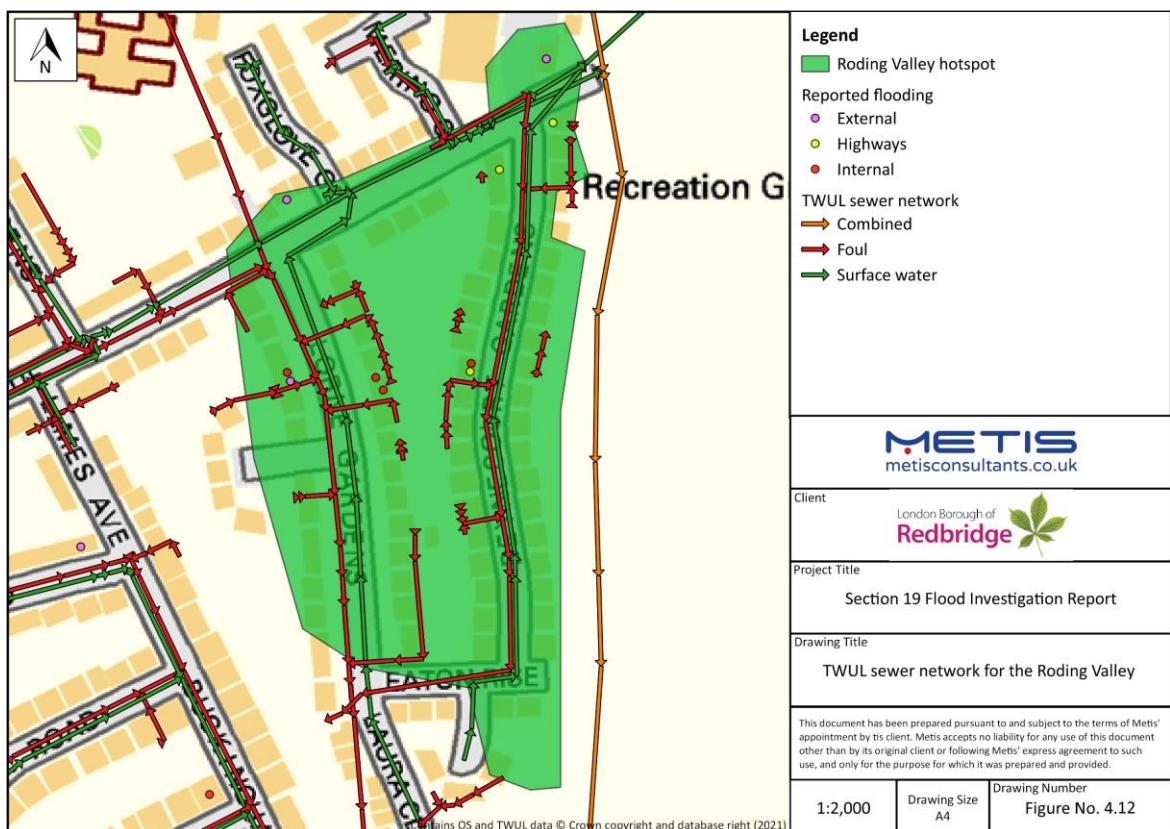 N
FOXGLOVE
Recreation G
GARDENS
EATON RISE
ROAD
Contains OS and TWUL data © Crown copyright and database right (2021)
Legend
Roding Valley hotspot
Reported flooding
External
Highways
Internal
TWUL sewer network
Combined
Foul
Surface water
METIS
metisconsultants.co.uk
Client
London Borough of
Redbridge
Project Title
Section 19 Flood Investigation Report
Drawing Title
TWUL sewer network for the Roding Valley
This document has been prepared pursuant to and subject to the terms of Metis'
appointment by tis client. Metis accepts no liability for any use of this document
other than by its original client or following Metis' express agreement to such
use, and only for the purpose for which it was prepared and provided.
1:2,000
Drawing Size
A4
Drawing Number
Figure No. 4.12